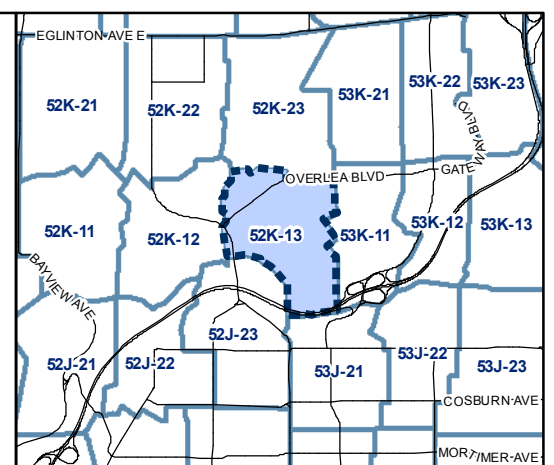 EGLINTON AVE E
52K-21
52K-22
52K-23
53K-21
53K-22
53K-23
MAY BLVD
GATE
OVERLEA BLVD
52K-11
52K-12
52K-13
53K-11
53K-12
53K-13
BAYVIEW AVE
52J-23
52J-21
52J-22
53J-21
53J-22
53J-23
COSBURN AVE
MORTIMER AVE